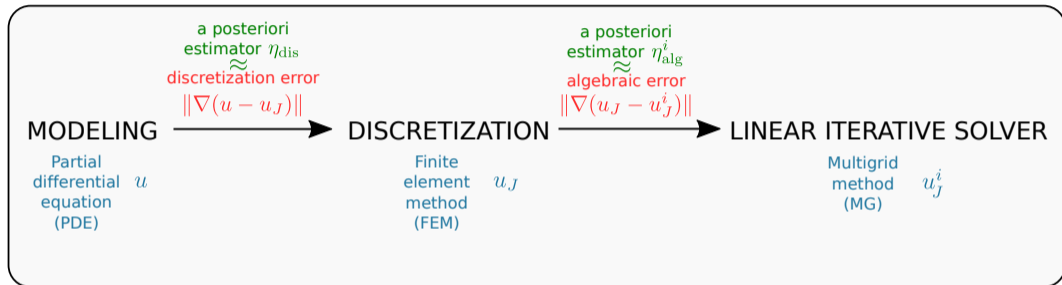 a posteriori
estimator η_dis
≈
discretization error
‖∇(u − u_J)‖
a posteriori
estimator η^i_alg
≈
algebraic error
‖∇(u_J − u^i_J)‖
MODELING
DISCRETIZATION
LINEAR ITERATIVE SOLVER
Partial
differential u
equation
(PDE)
Finite
element u_J
method
(FEM)
Multigrid
method u^i_J
(MG)